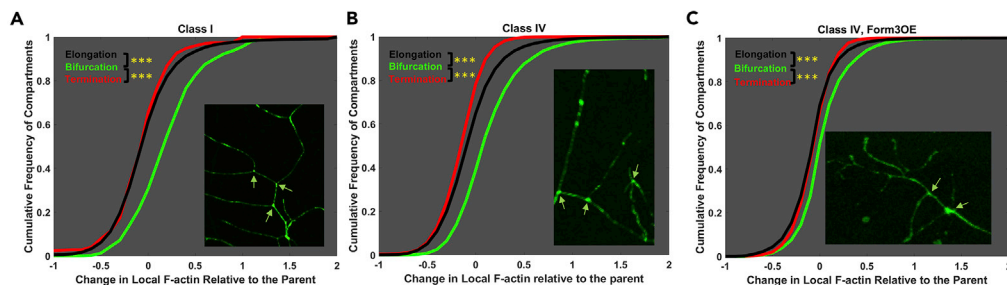 A
Class I
Cumulative Frequency of Compartments
1
0.8
0.6
0.4
0.2
0
Elongation
Bifurcation
Termination
***
***
-1
-0.5
0
0.5
1
1.5
2
Change in Local F-actin Relative to the Parent
B
Class IV
Cumulative Frequency of Compartments
1
0.8
0.6
0.4
0.2
0
Elongation
Bifurcation
Termination
***
***
-1
-0.5
0
0.5
1
1.5
2
Change in Local F-actin Relative to the parent
C
Class IV, Form3OE
Cumulative Frequency of Compartments
1
0.8
0.6
0.4
0.2
0
Elongation
Bifurcation
Termination
***
***
-1
-0.5
0
0.5
1
1.5
2
Change in Local F-actin Relative to the Parent